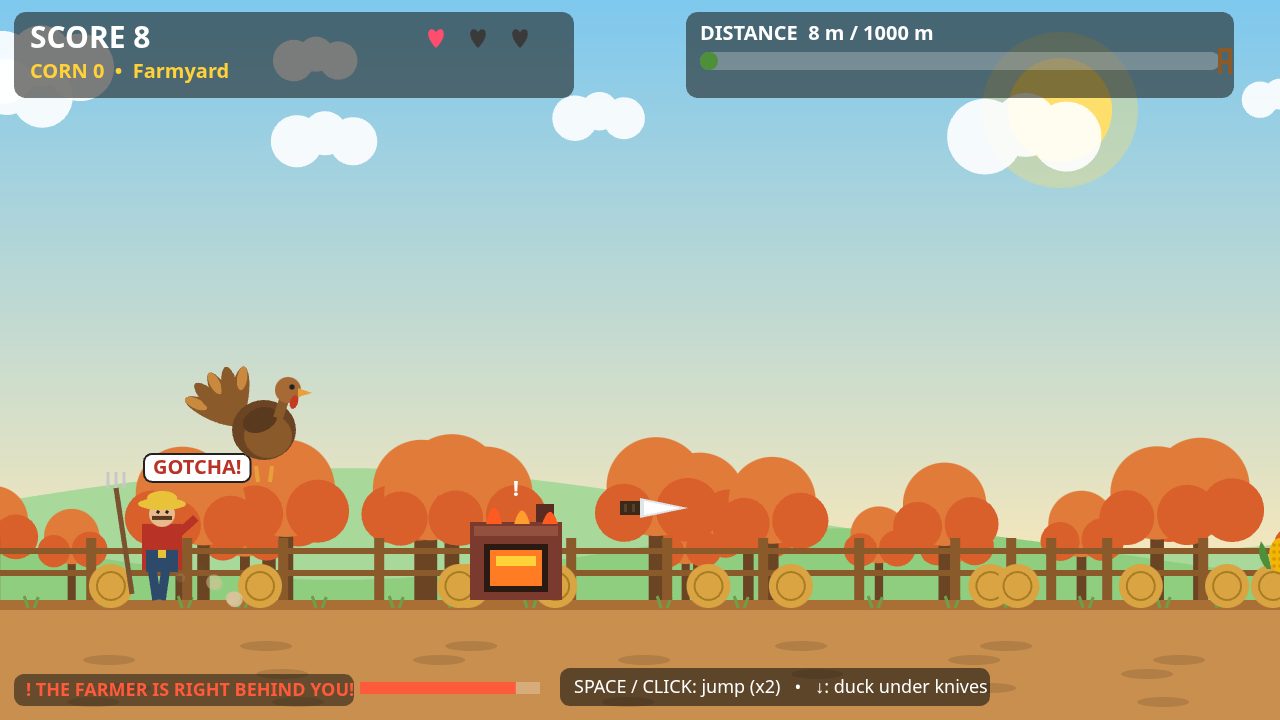 SCORE 8
CORN 0 • Farmyard
DISTANCE 8 m / 1000 m
GOTCHA!
!
! THE FARMER IS RIGHT BEHIND YOU!
SPACE / CLICK: jump (x2) • ↓: duck under knives